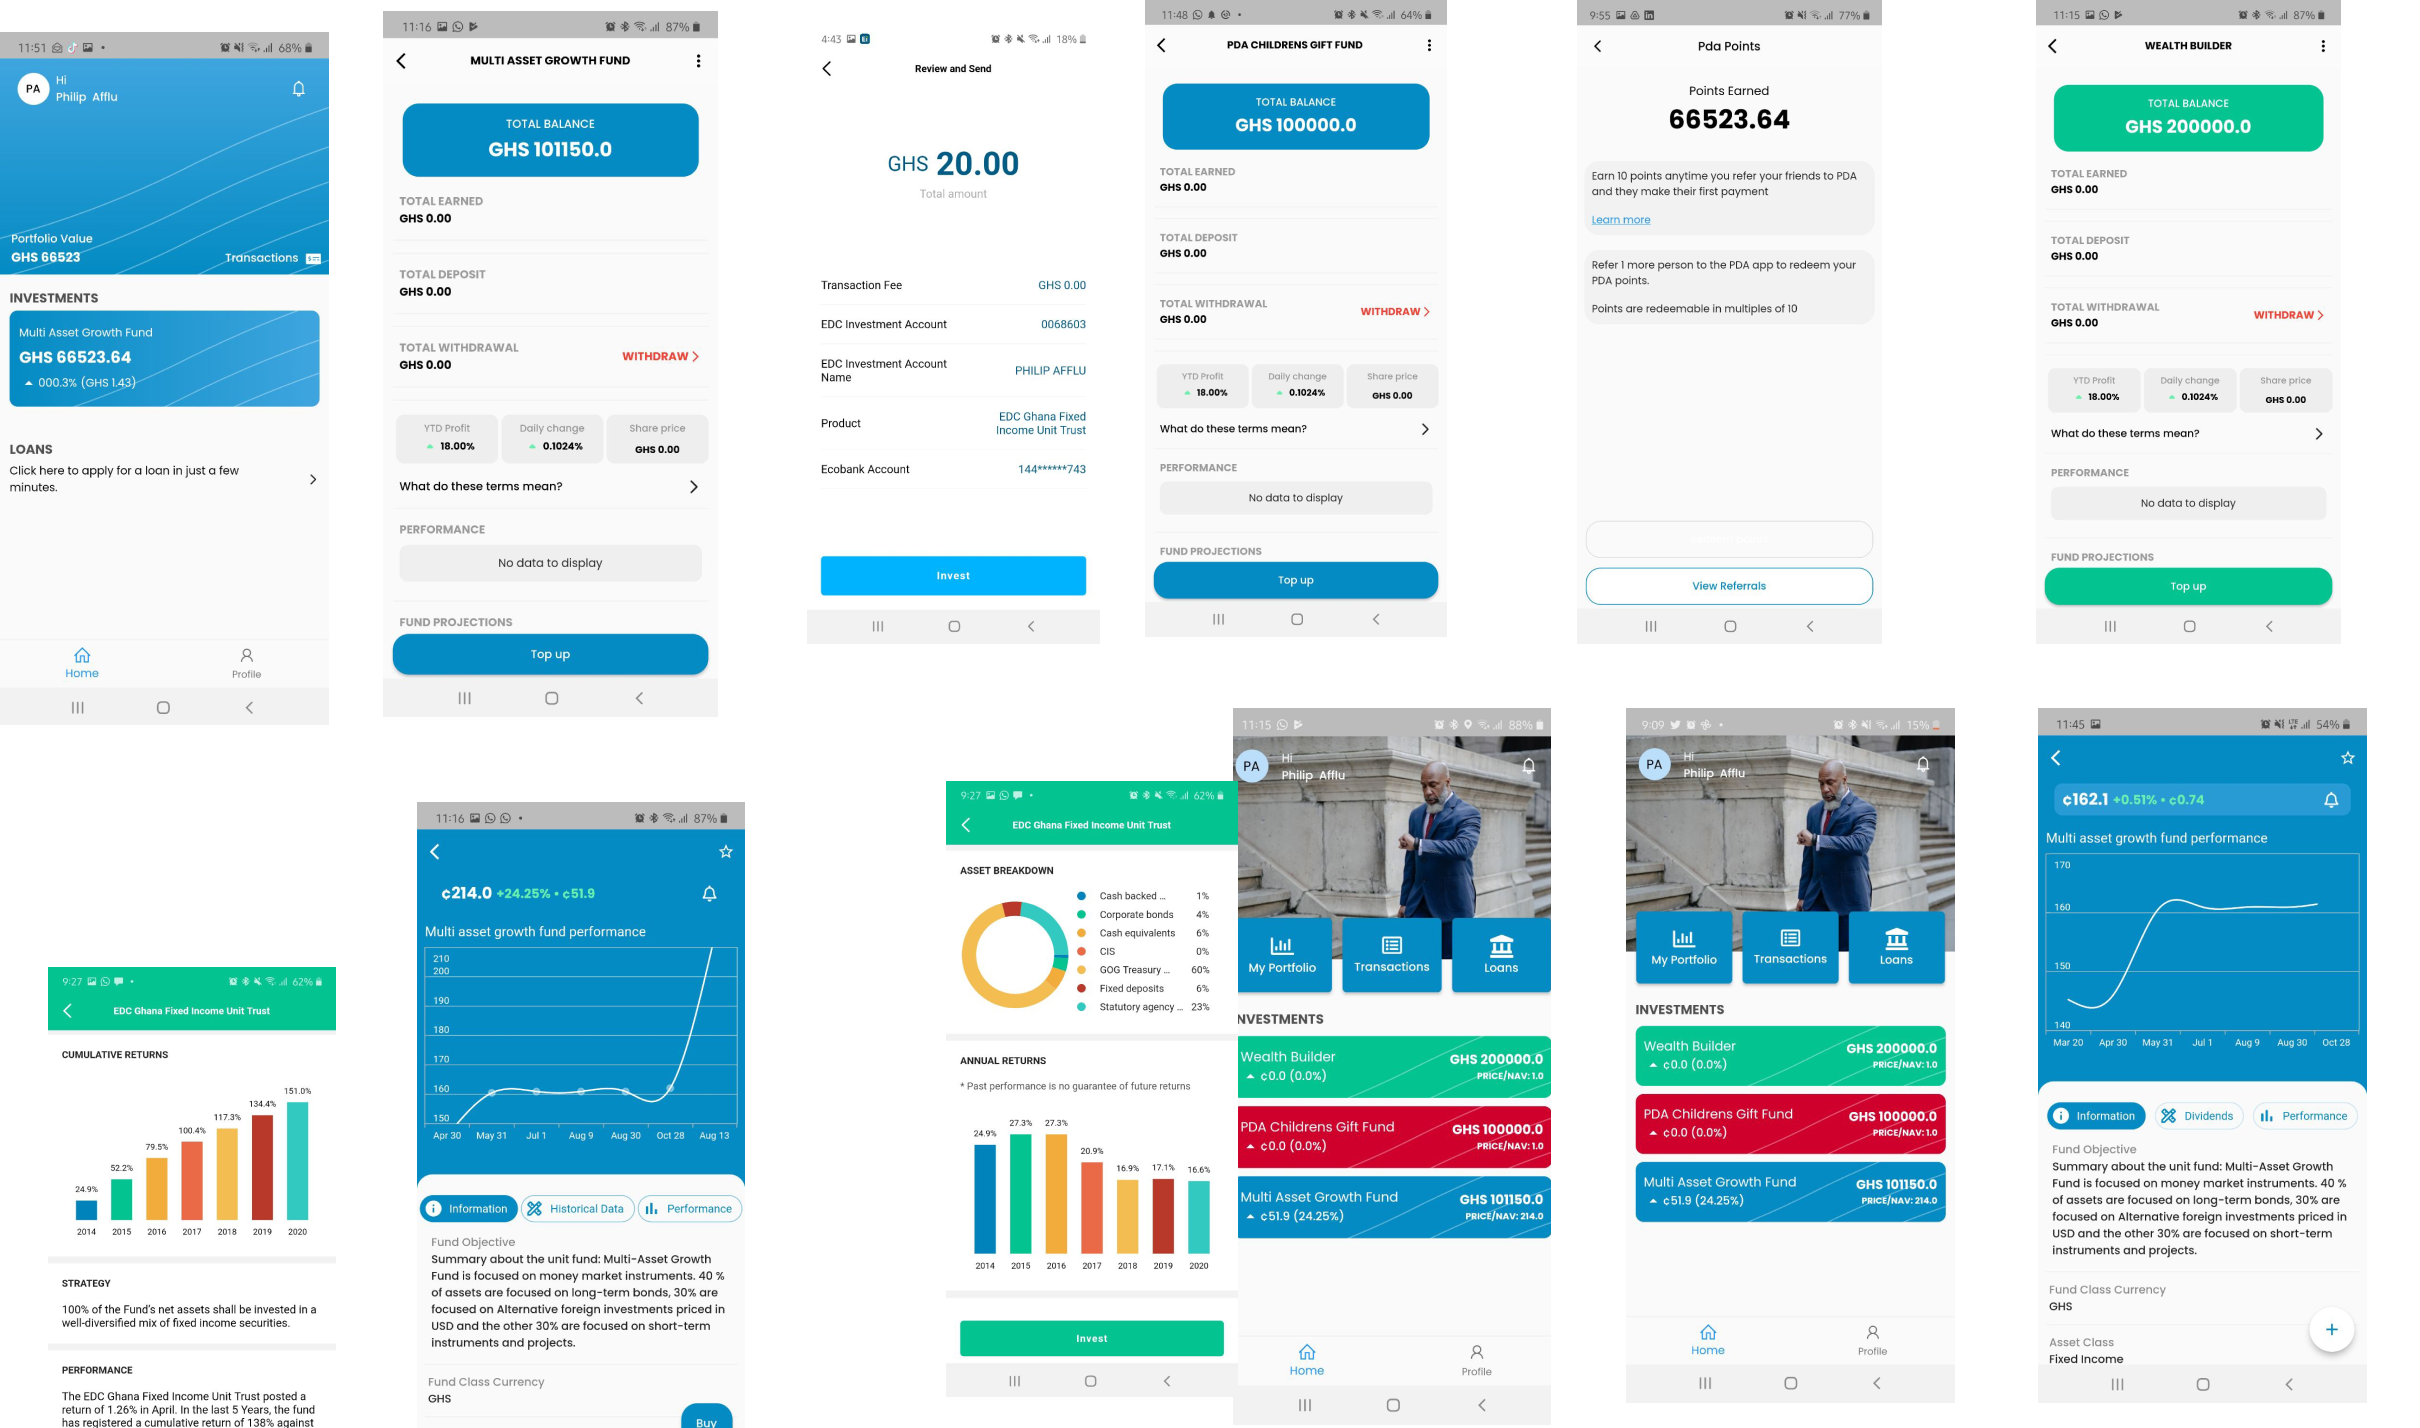 11:51
68%
PA
Hi
Philip Afflu
Portfolio Value
GHS 66523
Transactions
INVESTMENTS
Multi Asset Growth Fund
GHS 66523.64
000.3% (GHS 1.43)
LOANS
Click here to apply for a loan in just a few
minutes.
Home
Profile
11:16
87%
MULTI ASSET GROWTH FUND
TOTAL BALANCE
GHS 101150.0
TOTAL EARNED
GHS 0.00
TOTAL DEPOSIT
GHS 0.00
TOTAL WITHDRAWAL
GHS 0.00
WITHDRAW
YTD Profit
18.00%
Daily change
0.1024%
Share price
GHS 0.00
What do these terms mean?
PERFORMANCE
No data to display
FUND PROJECTIONS
Top up
4:43
18%
Review and Send
GHS 20.00
Total amount
Transaction Fee
GHS 0.00
EDC Investment Account
0068603
EDC Investment Account
Name
PHILIP AFFLU
Product
EDC Ghana Fixed
Income Unit Trust
Ecobank Account
144******743
Invest
11:48
64%
PDA CHILDRENS GIFT FUND
TOTAL BALANCE
GHS 100000.0
TOTAL EARNED
GHS 0.00
TOTAL DEPOSIT
GHS 0.00
TOTAL WITHDRAWAL
GHS 0.00
WITHDRAW
YTD Profit
18.00%
Daily change
0.1024%
Share price
GHS 0.00
What do these terms mean?
PERFORMANCE
No data to display
FUND PROJECTIONS
Top up
9:55
77%
Pda Points
Points Earned
66523.64
Earn 10 points anytime you refer your friends to PDA
and they make their first payment
Learn more
Refer 1 more person to the PDA app to redeem your
PDA points.
Points are redeemable in multiples of 10
View Referrals
11:15
87%
WEALTH BUILDER
TOTAL BALANCE
GHS 200000.0
TOTAL EARNED
GHS 0.00
TOTAL DEPOSIT
GHS 0.00
TOTAL WITHDRAWAL
GHS 0.00
WITHDRAW
YTD Profit
18.00%
Daily change
0.1024%
Share price
GHS 0.00
What do these terms mean?
PERFORMANCE
No data to display
FUND PROJECTIONS
Top up
9:27
62%
EDC Ghana Fixed Income Unit Trust
CUMULATIVE RETURNS
24.9%
52.2%
79.5%
100.4%
117.3%
134.4%
151.0%
2014 2015 2016 2017 2018 2019 2020
STRATEGY
100% of the Fund's net assets shall be invested in a
well-diversified mix of fixed income securities.
PERFORMANCE
The EDC Ghana Fixed Income Unit Trust posted a
return of 1.26% in April. In the last 5 Years, the fund
has registered a cumulative return of 138% against
11:16
87%
¢214.0 +24.25% • ¢51.9
Multi asset growth fund performance
210
200
190
180
170
160
150
Apr 30 May 31 Jul 1 Aug 9 Aug 30 Oct 28 Aug 13
Information
Historical Data
Performance
Fund Objective
Summary about the unit fund: Multi-Asset Growth
Fund is focused on money market instruments. 40 %
of assets are focused on long-term bonds, 30% are
focused on Alternative foreign investments priced in
USD and the other 30% are focused on short-term
instruments and projects.
Fund Class Currency
GHS
Buy
9:27
62%
EDC Ghana Fixed Income Unit Trust
ASSET BREAKDOWN
Cash backed ... 1%
Corporate bonds 4%
Cash equivalents 6%
CIS 0%
GOG Treasury ... 60%
Fixed deposits 6%
Statutory agency ... 23%
ANNUAL RETURNS
* Past performance is no guarantee of future returns
24.9%
27.3%
27.3%
20.9%
16.9%
17.1%
16.6%
2014 2015 2016 2017 2018 2019 2020
Invest
11:15
88%
PA
Hi
Philip Afflu
My Portfolio
Transactions
Loans
NVESTMENTS
Wealth Builder
GHS 200000.0
¢0.0 (0.0%)
PRICE/NAV: 1.0
PDA Childrens Gift Fund
GHS 100000.0
¢0.0 (0.0%)
PRICE/NAV: 1.0
Multi Asset Growth Fund
GHS 101150.0
¢51.9 (24.25%)
PRICE/NAV: 214.0
Home
Profile
9:09
15%
PA
Hi
Philip Afflu
My Portfolio
Transactions
Loans
INVESTMENTS
Wealth Builder
GHS 200000.0
¢0.0 (0.0%)
PRICE/NAV: 1.0
PDA Childrens Gift Fund
GHS 100000.0
¢0.0 (0.0%)
PRICE/NAV: 1.0
Multi Asset Growth Fund
GHS 101150.0
¢51.9 (24.25%)
PRICE/NAV: 214.0
Home
Profile
11:45
LTE
54%
¢162.1 +0.51% • ¢0.74
Multi asset growth fund performance
170
160
150
140
Mar 20 Apr 30 May 31 Jul 1 Aug 9 Aug 30 Oct 28
Information
Dividends
Performance
Fund Objective
Summary about the unit fund: Multi-Asset Growth
Fund is focused on money market instruments. 40 %
of assets are focused on long-term bonds, 30% are
focused on Alternative foreign investments priced in
USD and the other 30% are focused on short-term
instruments and projects.
Fund Class Currency
GHS
Asset Class
Fixed Income